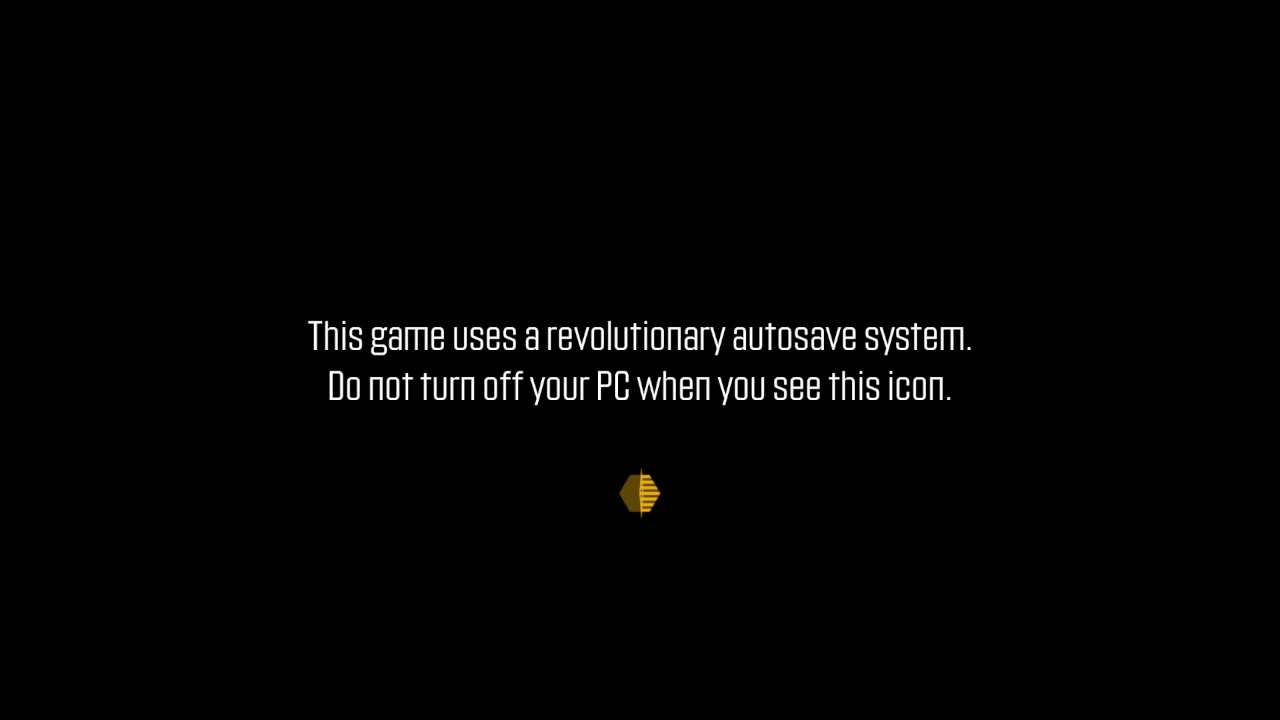 This game uses a revolutionary autosave system.
Do not turn off your PC when you see this icon.